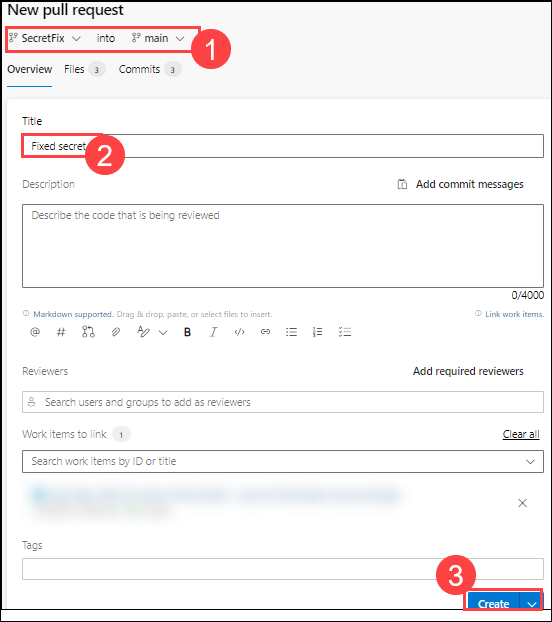 New pull request
SecretFix into main 1
Overview Files 3 Commits 3
Title
Fixed secret 2
Description Add commit messages
Describe the code that is being reviewed
0/4000
Markdown supported. Drag & drop, paste, or select files to insert. Link work items.
@ # B I </>
Reviewers Add required reviewers
Search users and groups to add as reviewers
Work items to link 1 Clear all
Search work items by ID or title
Tags
3
Create